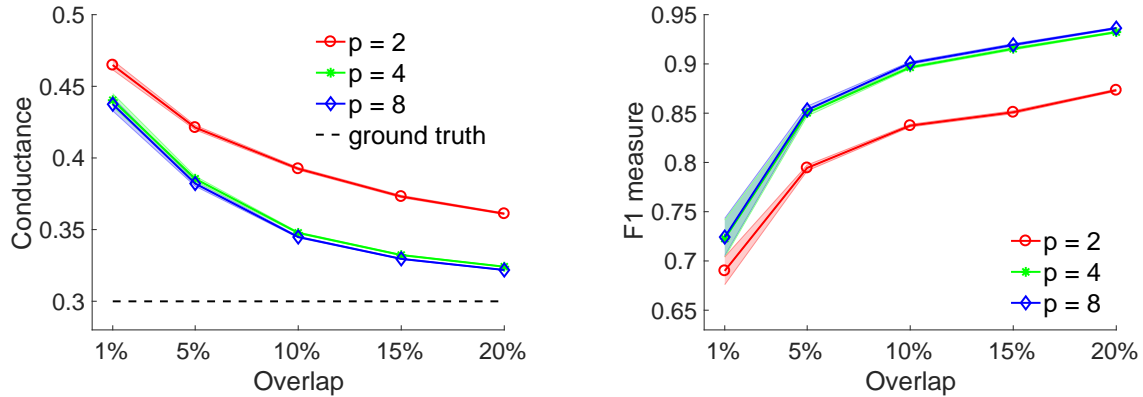 Conductance
0.5
0.45
0.4
0.35
0.3
p = 2
p = 4
p = 8
ground truth
1% 5% 10% 15% 20%
Overlap
F1 measure
0.95
0.9
0.85
0.8
0.75
0.7
0.65
p = 2
p = 4
p = 8
1% 5% 10% 15% 20%
Overlap